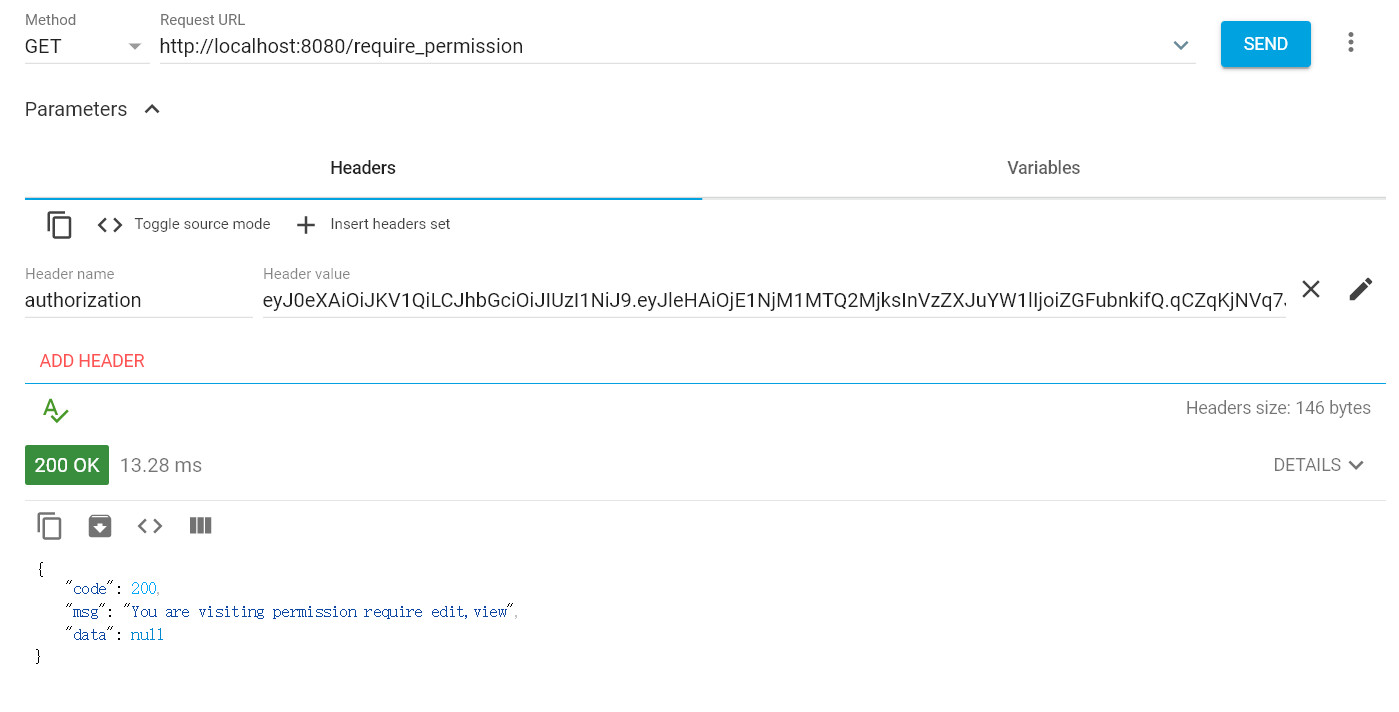 Method Request URL
GET http://localhost:8080/require_permission SEND
Parameters
Headers Variables
Toggle source mode Insert headers set
Header name Header value
authorization eyJ0eXAiOiJKV1QiLCJhbGciOiJIUzI1NiJ9.eyJleHAiOjE1NjM1MTQ2MjksInVzZXJuYW1lIjoiZGFubnkifQ.qCZqKjNVq7
ADD HEADER
Headers size: 146 bytes
200 OK 13.28 ms DETAILS
{
"code": 200,
"msg": "You are visiting permission require edit,view",
"data": null
}